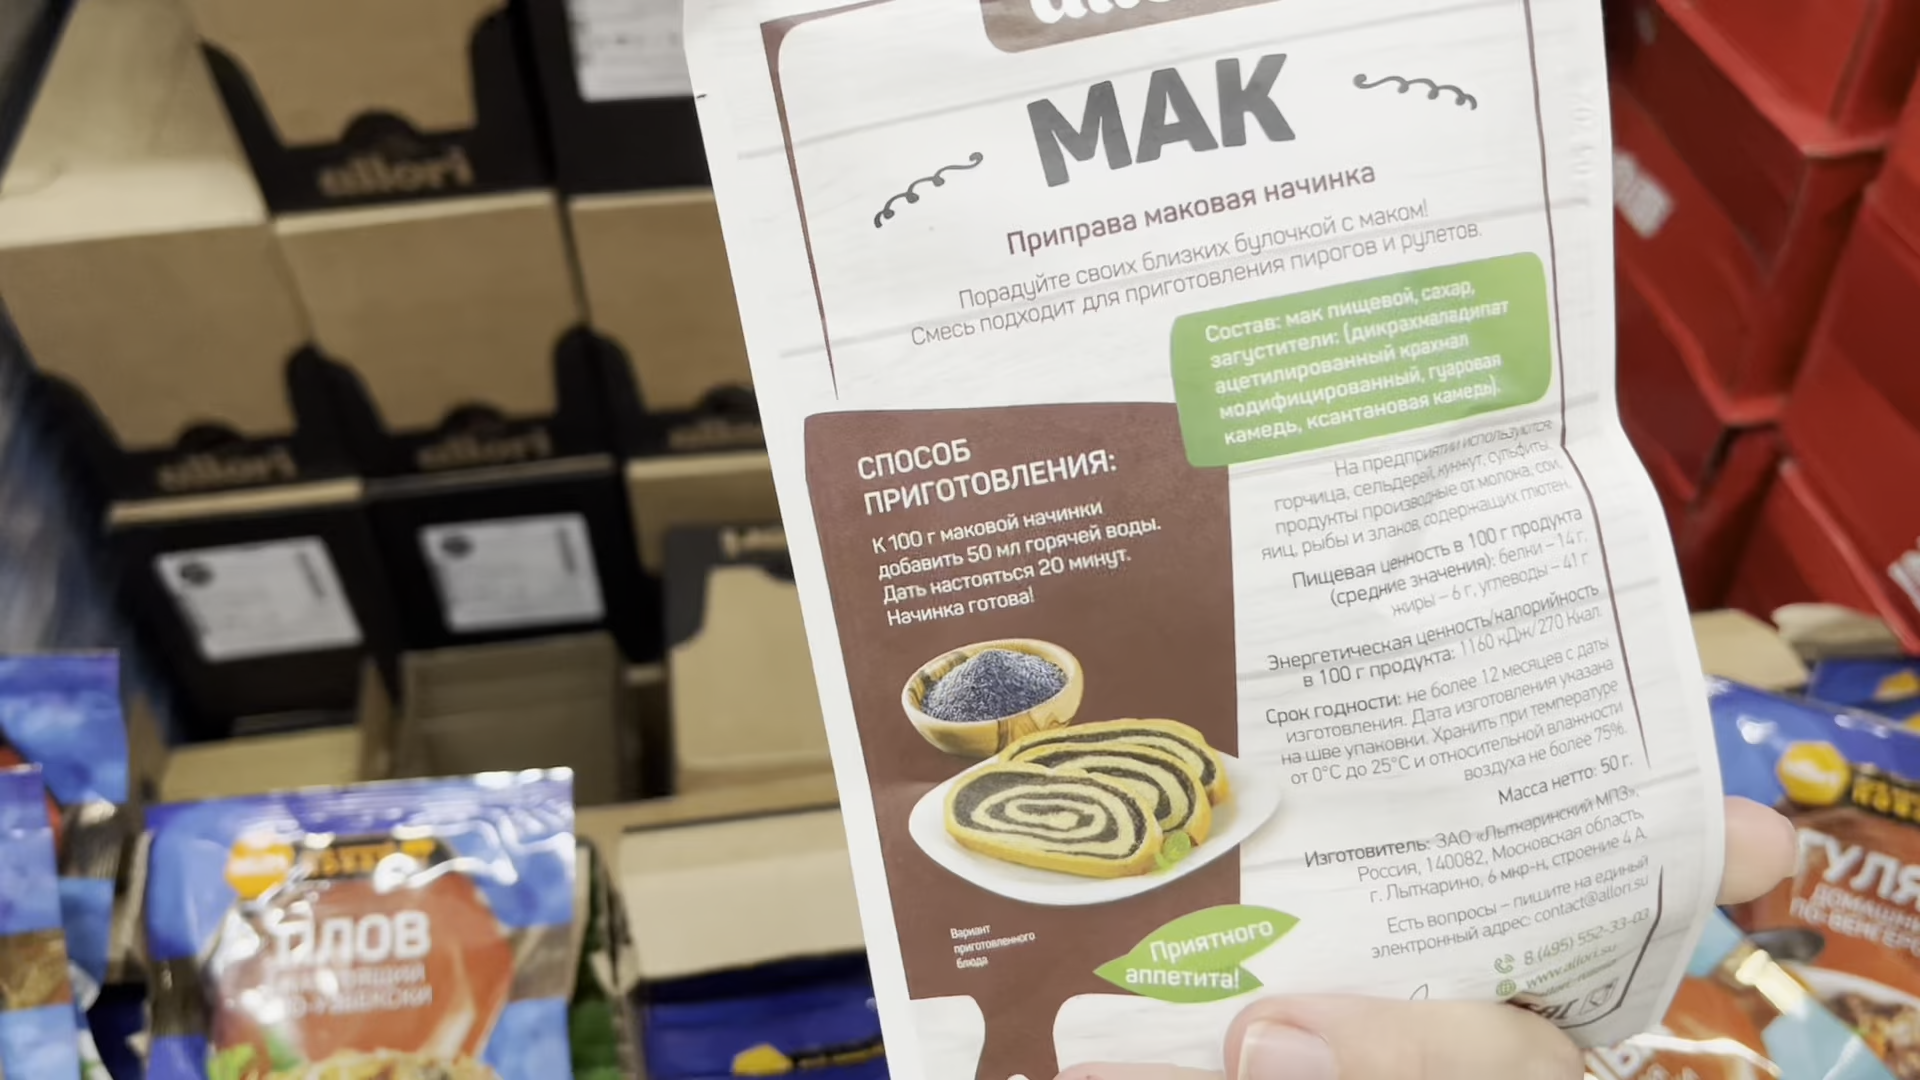 МАК
Приправа маковая начинка
Порадуйте своих близких булочкой с маком!
Смесь подходит для приготовления пирогов и рулетов.
Состав: мак пищевой, сахар,
загустители: (дикрахмаладипат
ацетилированный крахмал
модифицированный, гуаровая
камедь, ксантановая камедь).
СПОСОБ
ПРИГОТОВЛЕНИЯ:
К 100 г маковой начинки
добавить 50 мл горячей воды.
Дать настояться 20 минут.
Начинка готова!
На предприятии используются:
горчица, сельдерей, кунжут, сульфиты,
продукты производные от молока, сои,
яиц, рыбы и злаков, содержащих глютен.
Пищевая ценность в 100 г продукта
(средние значения): белки – 14 г,
жиры – 6 г, углеводы – 41 г
Энергетическая ценность/калорийность
в 100 г продукта: 1160 кДж/270 Ккал
Срок годности: не более 12 месяцев с даты
изготовления. Дата изготовления указана
на шве упаковки. Хранить при температуре
от 0°С до 25°С и относительной влажности
воздуха не более 75%.
Масса нетто: 50 г.
Изготовитель: ЗАО «Лыткаринский МПЗ»,
Россия, 140082, Московская область,
г. Лыткарино, 6 мкр-н, строение 4 А
Есть вопросы – пишите на единый
электронный адрес: contact@allori.su
8 (495) 552-33-03
www.allori.su
Вариант
приготовленного
блюда
Приятного
аппетита!
allori
allori
allori
ПЛОВ
ГУЛЯ
ДОМАШН
ПО-ВЕНГЕР